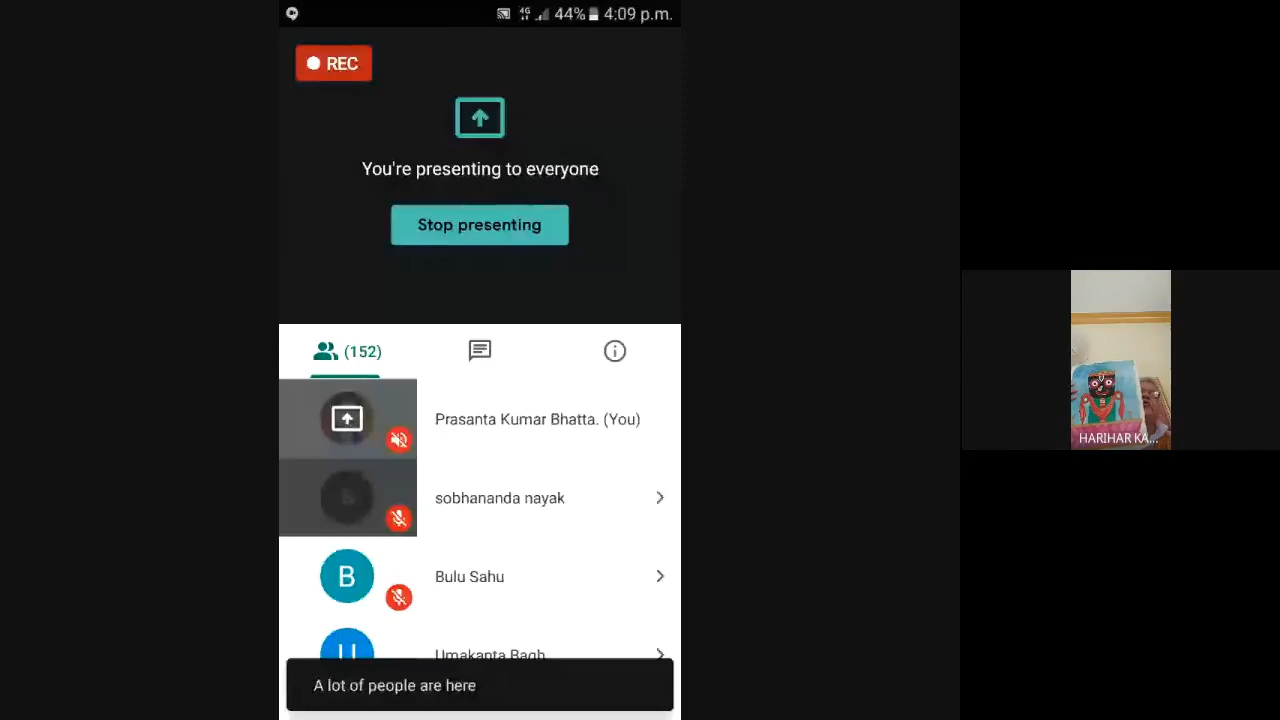 4G 44% 4:09 p.m.
REC
You're presenting to everyone
Stop presenting
(152)
Prasanta Kumar Bhatta. (You)
sobhananda nayak
B
Bulu Sahu
U
Umakanta Bagh
A lot of people are here
HARIHAR KA...